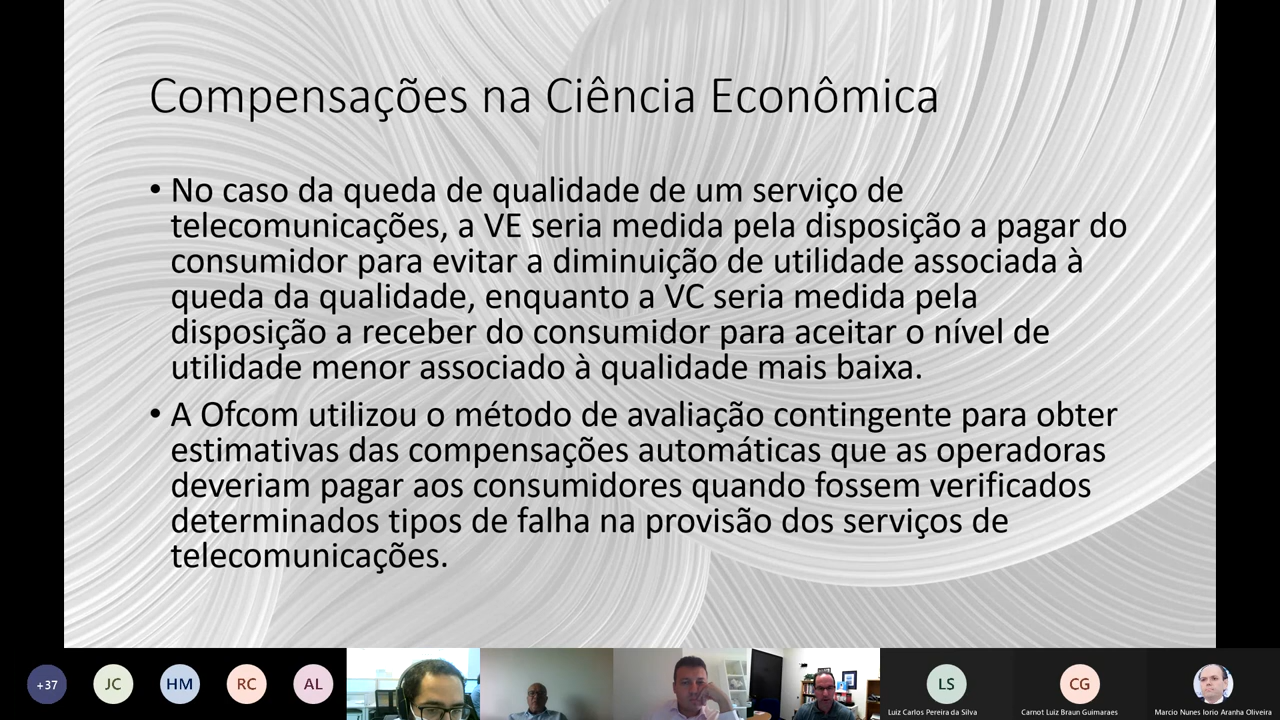 Compensações na Ciência Econômica
• No caso da queda de qualidade de um serviço de
telecomunicações, a VE seria medida pela disposição a pagar do
consumidor para evitar a diminuição de utilidade associada à
queda da qualidade, enquanto a VC seria medida pela
disposição a receber do consumidor para aceitar o nível de
utilidade menor associado à qualidade mais baixa.
• A Ofcom utilizou o método de avaliação contingente para obter
estimativas das compensações automáticas que as operadoras
deveriam pagar aos consumidores quando fossem verificados
determinados tipos de falha na provisão dos serviços de
telecomunicações.
+37
JC
HM
RC
AL
LS
CG
Luiz Carlos Pereira da Silva
Carnot Luiz Braun Guimaraes
Marcio Nunes Iorio Aranha Oliveira